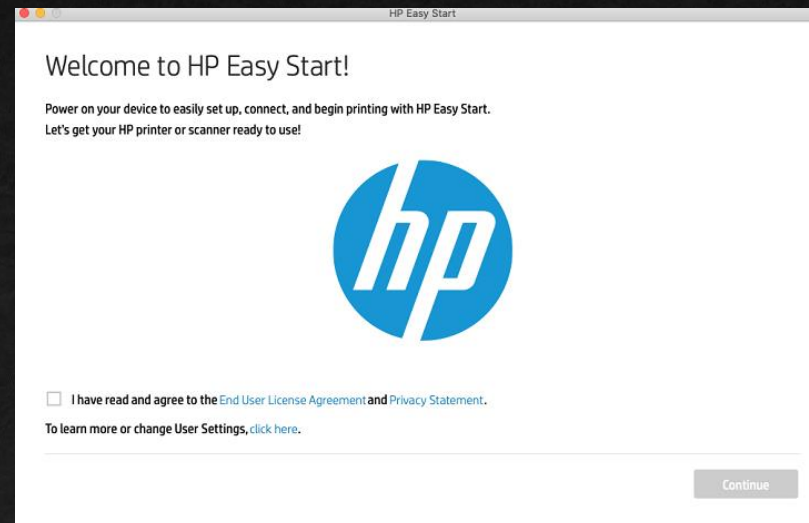 HP Easy Start
Welcome to HP Easy Start!
Power on your device to easily set up, connect, and begin printing with HP Easy Start.
Let's get your HP printer or scanner ready to use!
hp
I have read and agree to the End User License Agreement and Privacy Statement.
To learn more or change User Settings, click here.
Continue